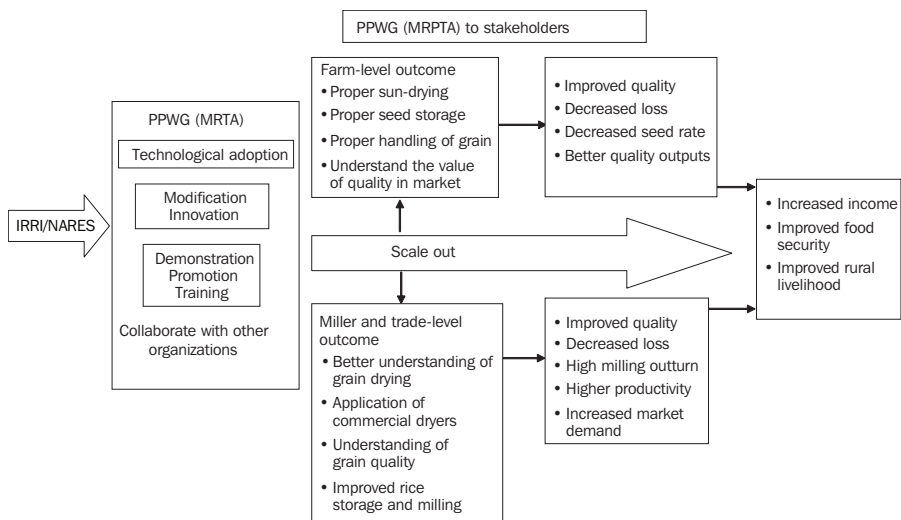 PPWG (MRPTA) to stakeholders
IRRI/NARES
PPWG (MRTA)
Technological adoption
Modification
Innovation
Demonstration
Promotion
Training
Collaborate with other
organizations
Farm-level outcome
• Proper sun-drying
• Proper seed storage
• Proper handling of grain
• Understand the value
of quality in market
• Improved quality
• Decreased loss
• Decreased seed rate
• Better quality outputs
Scale out
Miller and trade-level
outcome
• Better understanding of
grain drying
• Application of
commercial dryers
• Understanding of
grain quality
• Improved rice
storage and milling
• Improved quality
• Decreased loss
• High milling outturn
• Higher productivity
• Increased market
demand
• Increased income
• Improved food
security
• Improved rural
livelihood